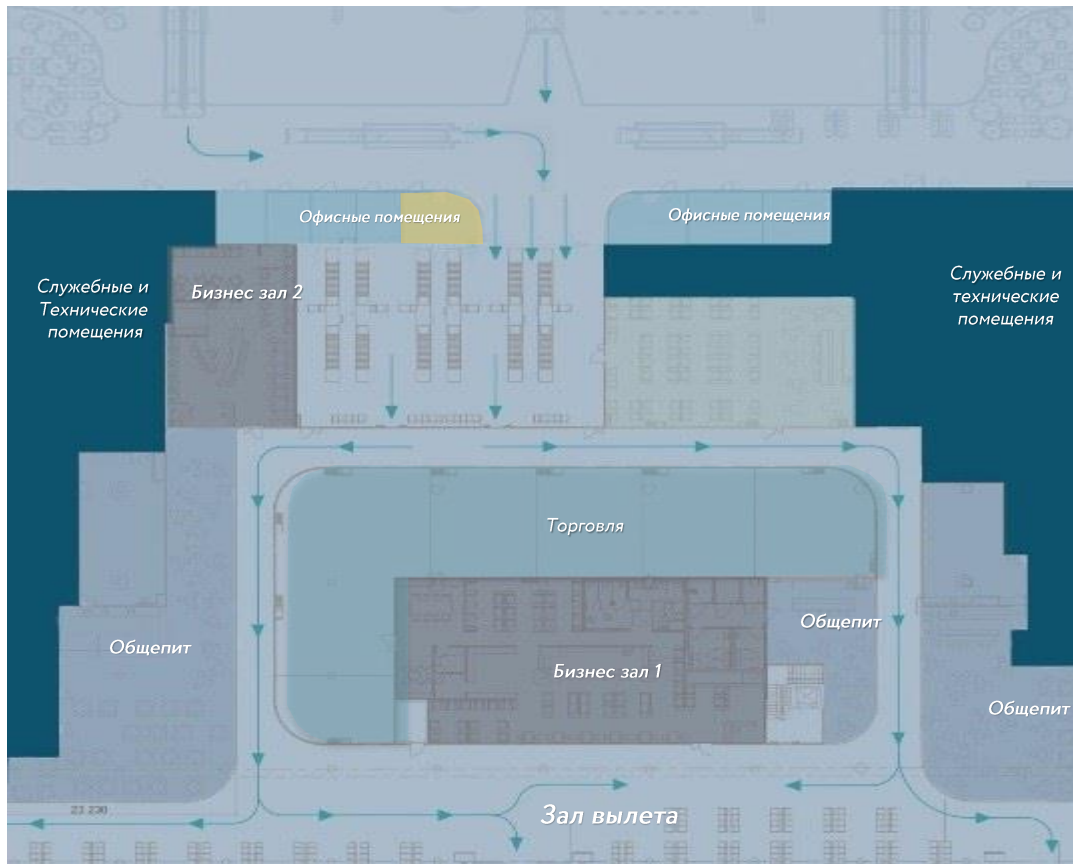 Офисные помещения
Офисные помещения
Служебные и
Технические
помещения
Бизнес зал 2
Служебные и
технические
помещения
Торговля
Общепит
Общепит
Бизнес зал 1
Общепит
Зал вылета